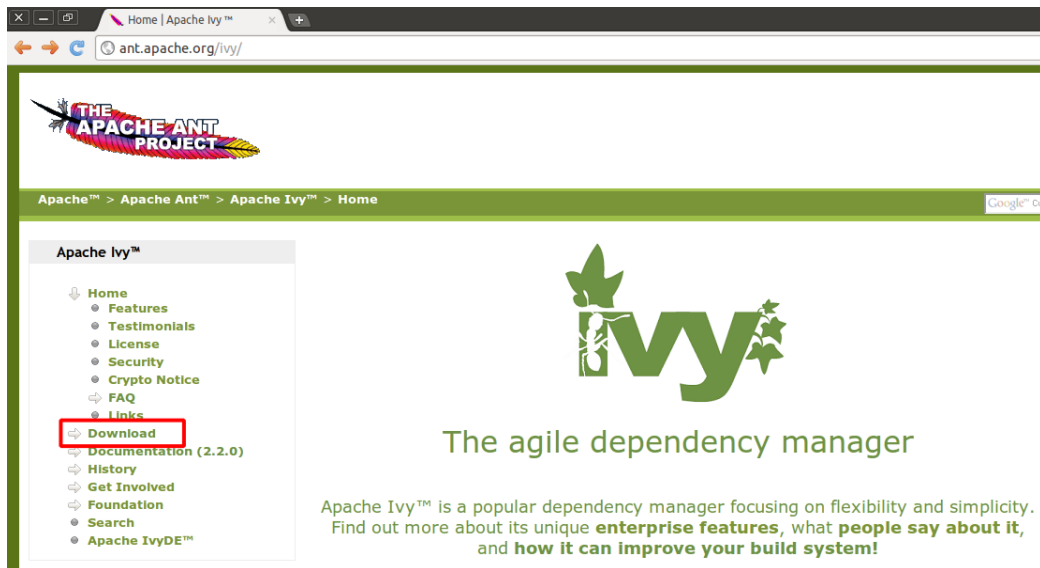 Home | Apache Ivy ™
ant.apache.org/ivy/
THE
APACHE ANT
PROJECT
Apache™ > Apache Ant™ > Apache Ivy™ > Home
Google™
Apache Ivy™
Home
Features
Testimonials
License
Security
Crypto Notice
FAQ
Links
Download
Documentation (2.2.0)
History
Get Involved
Foundation
Search
Apache IvyDE™
ivy
The agile dependency manager
Apache Ivy™ is a popular dependency manager focusing on flexibility and simplicity.
Find out more about its unique enterprise features, what people say about it,
and how it can improve your build system!